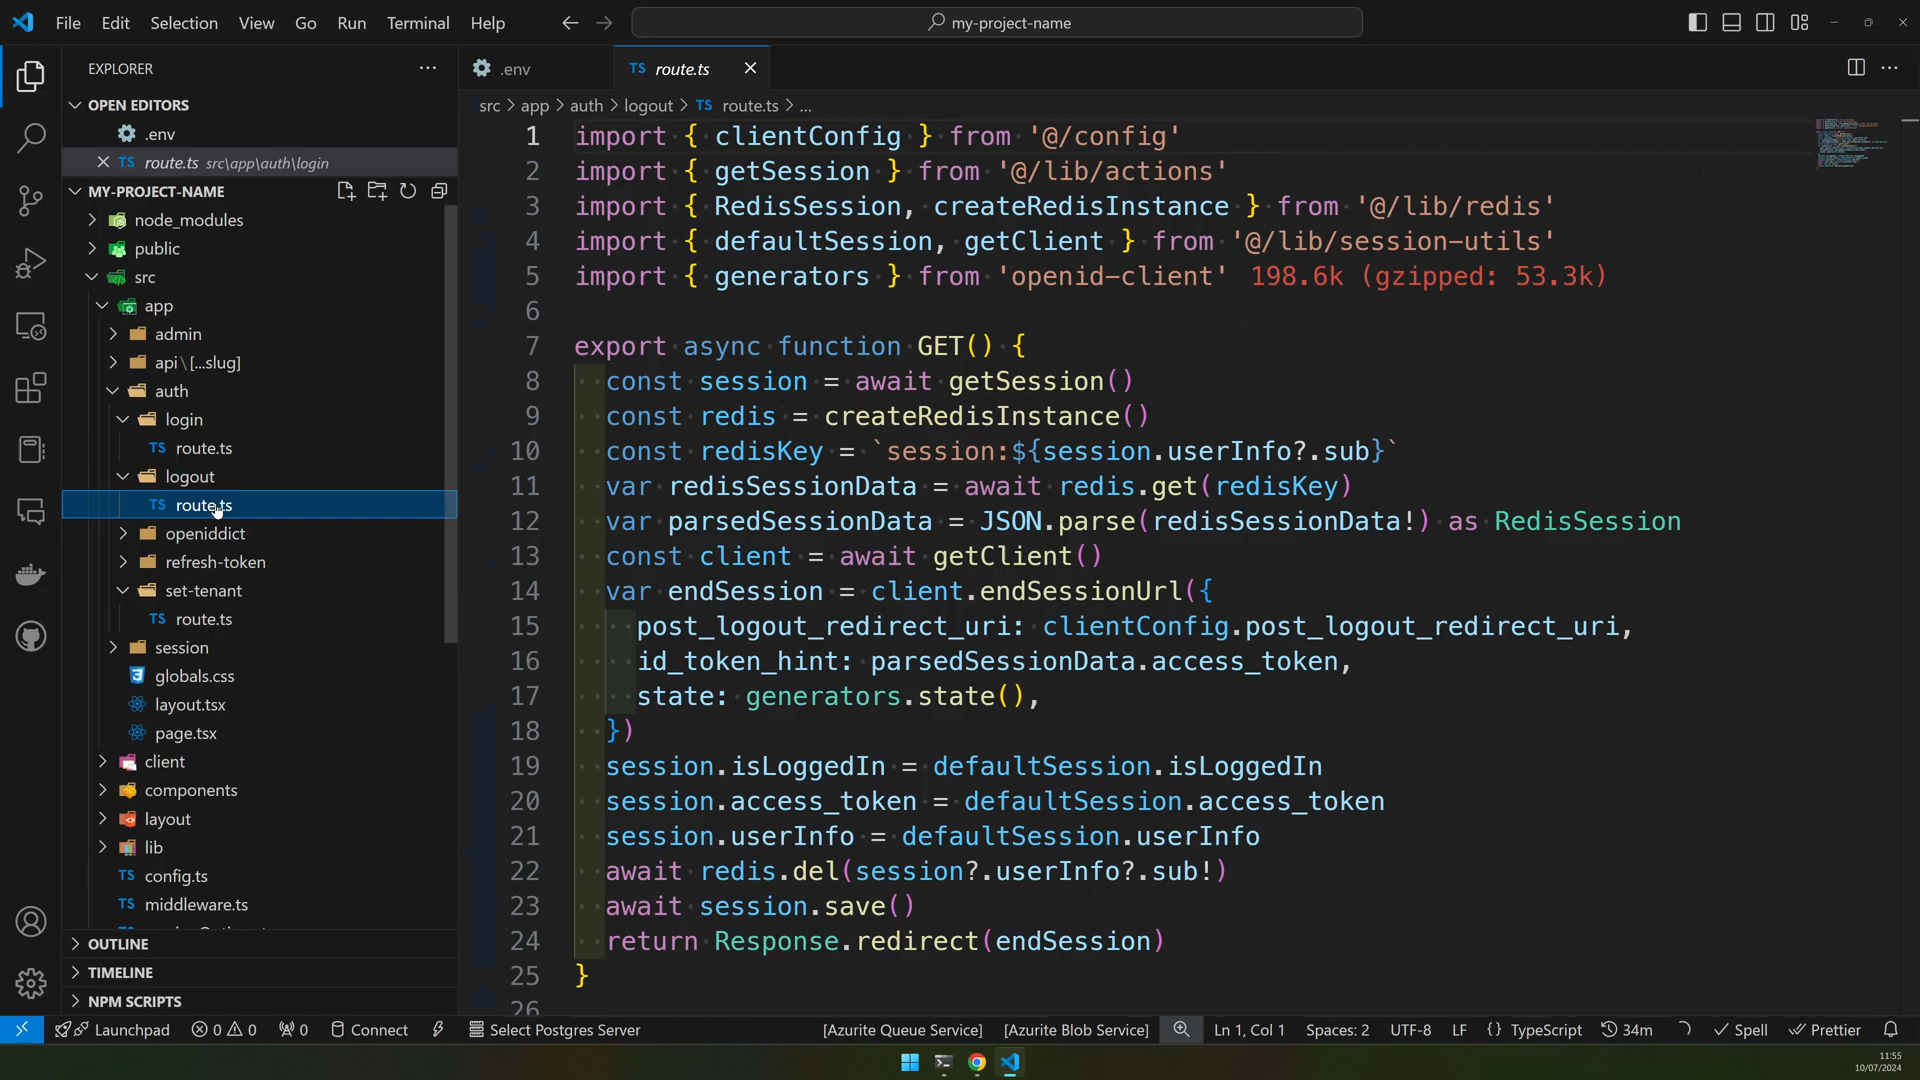 File Edit Selection View Go Run Terminal Help
my-project-name
EXPLORER
OPEN EDITORS
.env
TS route.ts src\app\auth\login
MY-PROJECT-NAME
node_modules
public
src
app
admin
api\[...slug]
auth
login
TS route.ts
logout
TS route.ts
openiddict
refresh-token
set-tenant
TS route.ts
session
globals.css
layout.tsx
page.tsx
client
components
layout
lib
TS config.ts
TS middleware.ts
OUTLINE
TIMELINE
NPM SCRIPTS
.env
TS route.ts
src > app > auth > logout > TS route.ts > ...
1 import { clientConfig } from '@/config'
2 import { getSession } from '@/lib/actions'
3 import { RedisSession, createRedisInstance } from '@/lib/redis'
4 import { defaultSession, getClient } from '@/lib/session-utils'
5 import { generators } from 'openid-client' 198.6k (gzipped: 53.3k)
6
7 export async function GET() {
8 const session = await getSession()
9 const redis = createRedisInstance()
10 const redisKey = `session:${session.userInfo?.sub}`
11 var redisSessionData = await redis.get(redisKey)
12 var parsedSessionData = JSON.parse(redisSessionData!) as RedisSession
13 const client = await getClient()
14 var endSession = client.endSessionUrl({
15 post_logout_redirect_uri: clientConfig.post_logout_redirect_uri,
16 id_token_hint: parsedSessionData.access_token,
17 state: generators.state(),
18 })
19 session.isLoggedIn = defaultSession.isLoggedIn
20 session.access_token = defaultSession.access_token
21 session.userInfo = defaultSession.userInfo
22 await redis.del(session?.userInfo?.sub!)
23 await session.save()
24 return Response.redirect(endSession)
25 }
26
Launchpad 0 0 0 Connect Select Postgres Server [Azurite Queue Service] [Azurite Blob Service] Ln 1, Col 1 Spaces: 2 UTF-8 LF {} TypeScript 34m Spell Prettier
11:55
10/07/2024